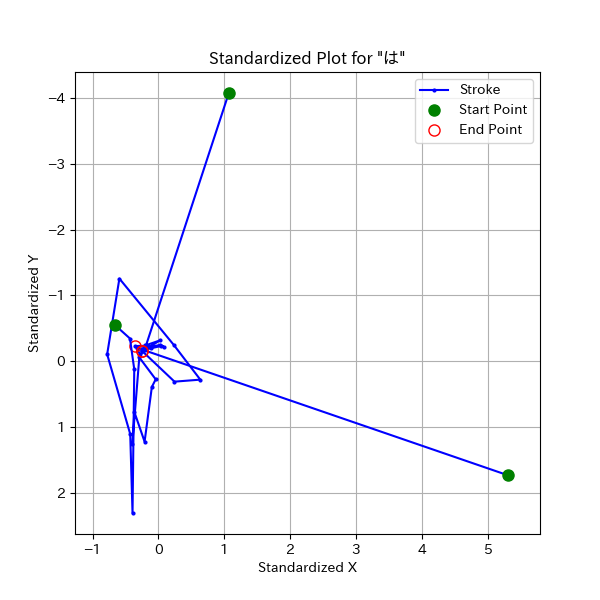 Standardized Plot for "は"
Stroke
Start Point
End Point
−4
−3
−2
−1
0
1
2
Standardized Y
−1 0 1 2 3 4 5
Standardized X